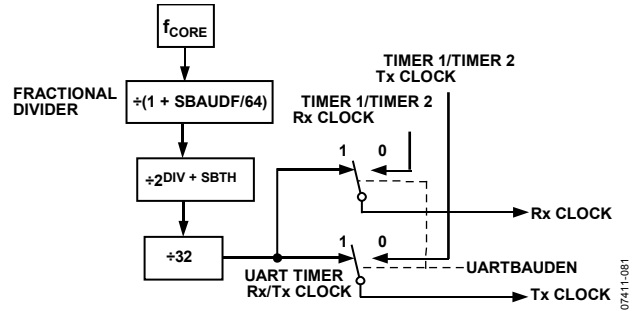 fCORE
FRACTIONAL
DIVIDER
÷(1 + SBAUDF/64)
÷2DIV + SBTH
÷32
TIMER 1/TIMER 2
Tx CLOCK
TIMER 1/TIMER 2
Rx CLOCK
1 0
Rx CLOCK
1 0
UART TIMER
Rx/Tx CLOCK
UARTBAUDEN
Tx CLOCK
07411-081